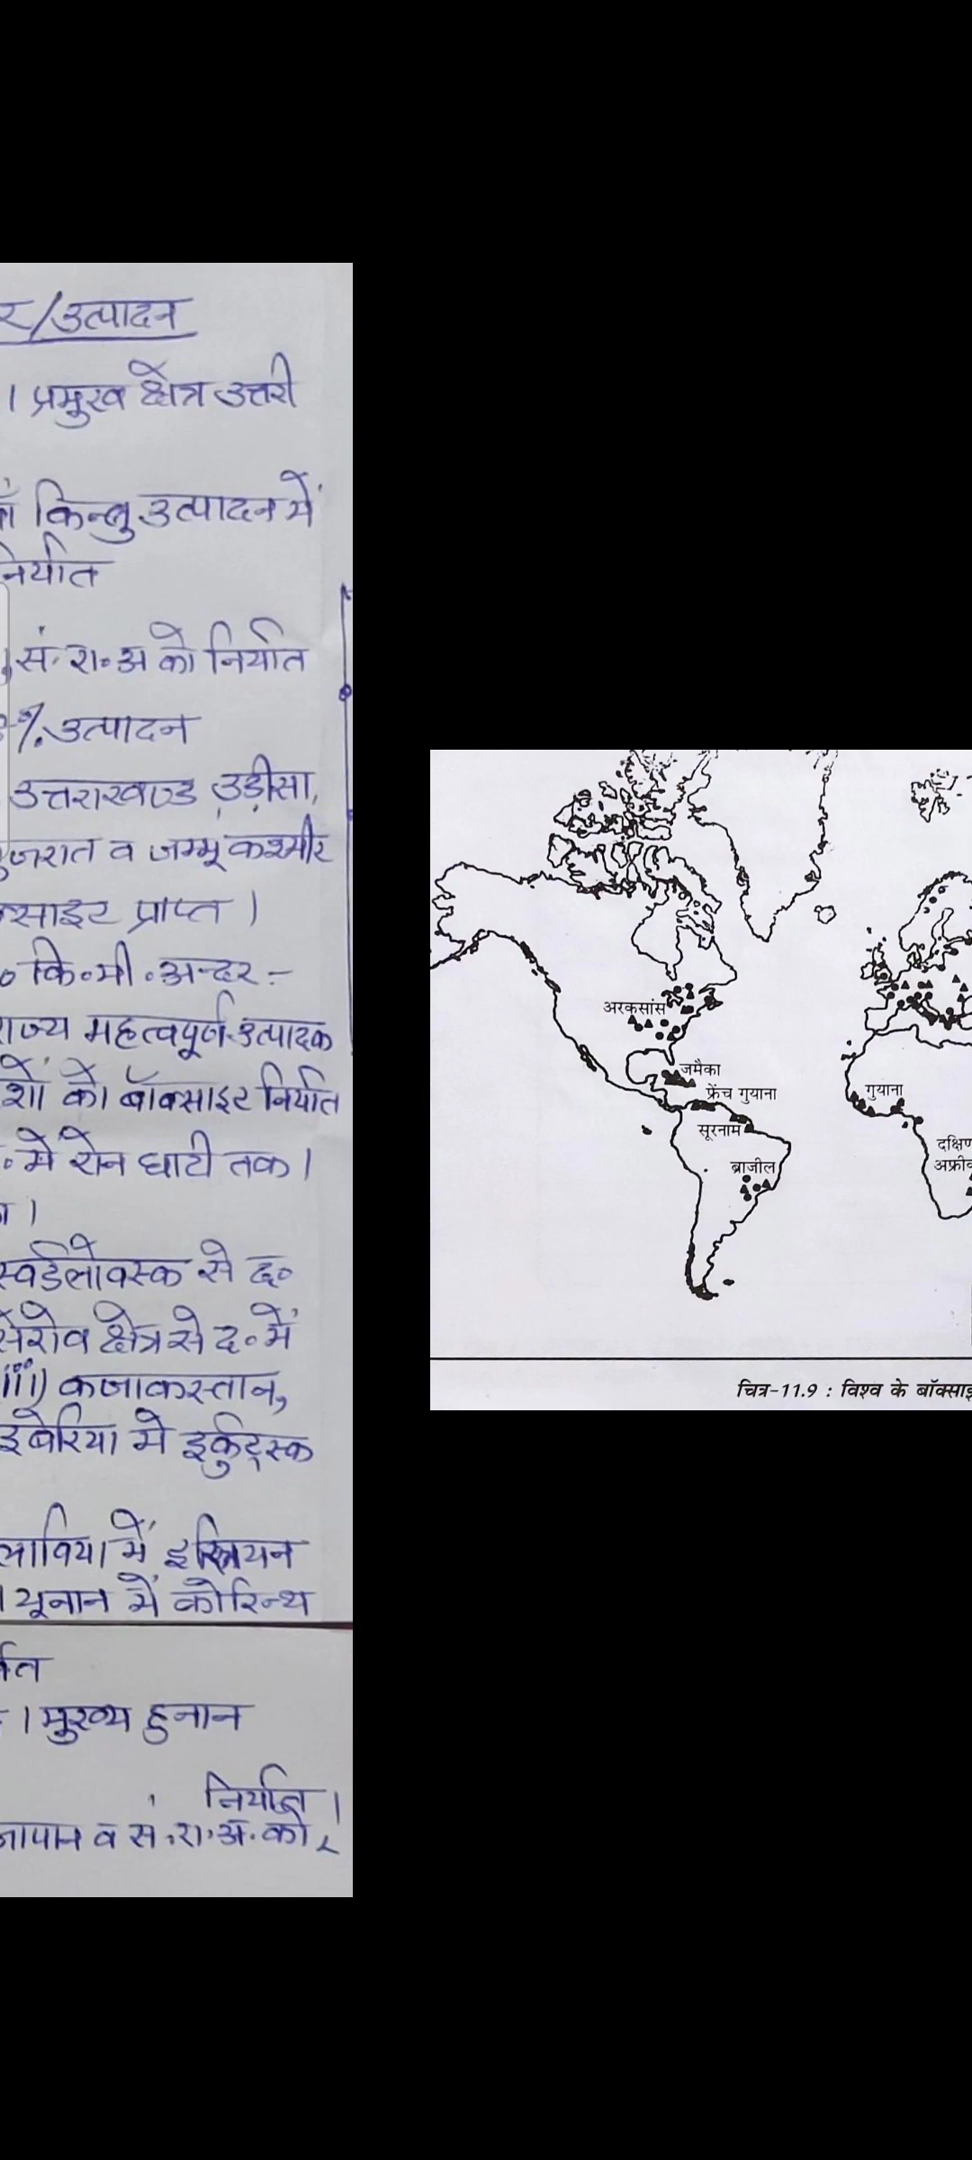 /उत्पादन
। प्रमुख क्षेत्र उत्तरी
किन्तु उत्पादन में
निर्यात
सं. रा॰ अ को निर्यात
% उत्पादन
उत्तराखण्ड उड़ीसा,
गुजरात व जम्मू कश्मीर
क्साइट प्राप्त ।
कि॰मी॰ अन्दर -
राज्य महत्वपूर्ण उत्पादक
शों को बॉक्साइट निर्यात
में रोन घाटी तक ।
।
स्वर्डलोवस्क से द॰
सेरोव क्षेत्र से द॰ में
iii) कजाकस्तान,
इबेरिया मे इर्कुट्स्क
लाविया में इस्त्रियन
। यूनान में कोरिन्थ
। मुख्य हुनान
निर्यात ।
जापान व सं.रा.अ. को
अरकसांस
जमैका
फ्रेंच गुयाना
सूरनाम
ब्राजील
गुयाना
दक्षिण
अफ्रीक
चित्र-11.9 : विश्व के बॉक्साइ